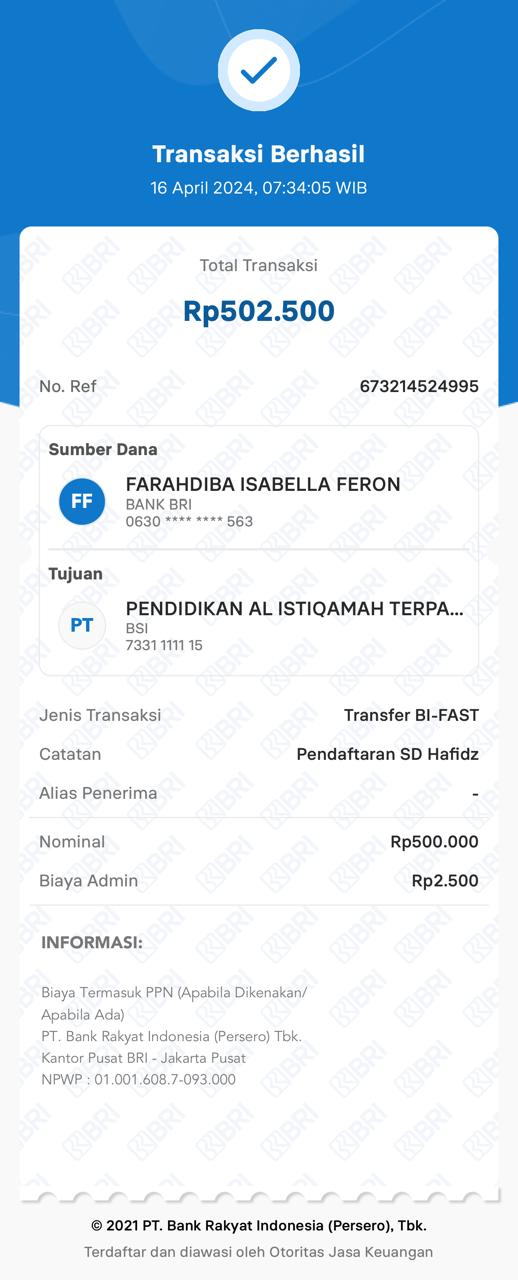 Transaksi Berhasil
16 April 2024, 07:34:05 WIB
Total Transaksi
Rp502.500
No. Ref 673214524995
Sumber Dana
FF FARAHDIBA ISABELLA FERON
BANK BRI
0630 **** **** 563
Tujuan
PT PENDIDIKAN AL ISTIQAMAH TERPA...
BSI
7331 1111 15
Jenis Transaksi Transfer BI-FAST
Catatan Pendaftaran SD Hafidz
Alias Penerima -
Nominal Rp500.000
Biaya Admin Rp2.500
INFORMASI:
Biaya Termasuk PPN (Apabila Dikenakan/
Apabila Ada)
PT. Bank Rakyat Indonesia (Persero) Tbk.
Kantor Pusat BRI - Jakarta Pusat
NPWP : 01.001.608.7-093.000
© 2021 PT. Bank Rakyat Indonesia (Persero), Tbk.
Terdaftar dan diawasi oleh Otoritas Jasa Keuangan